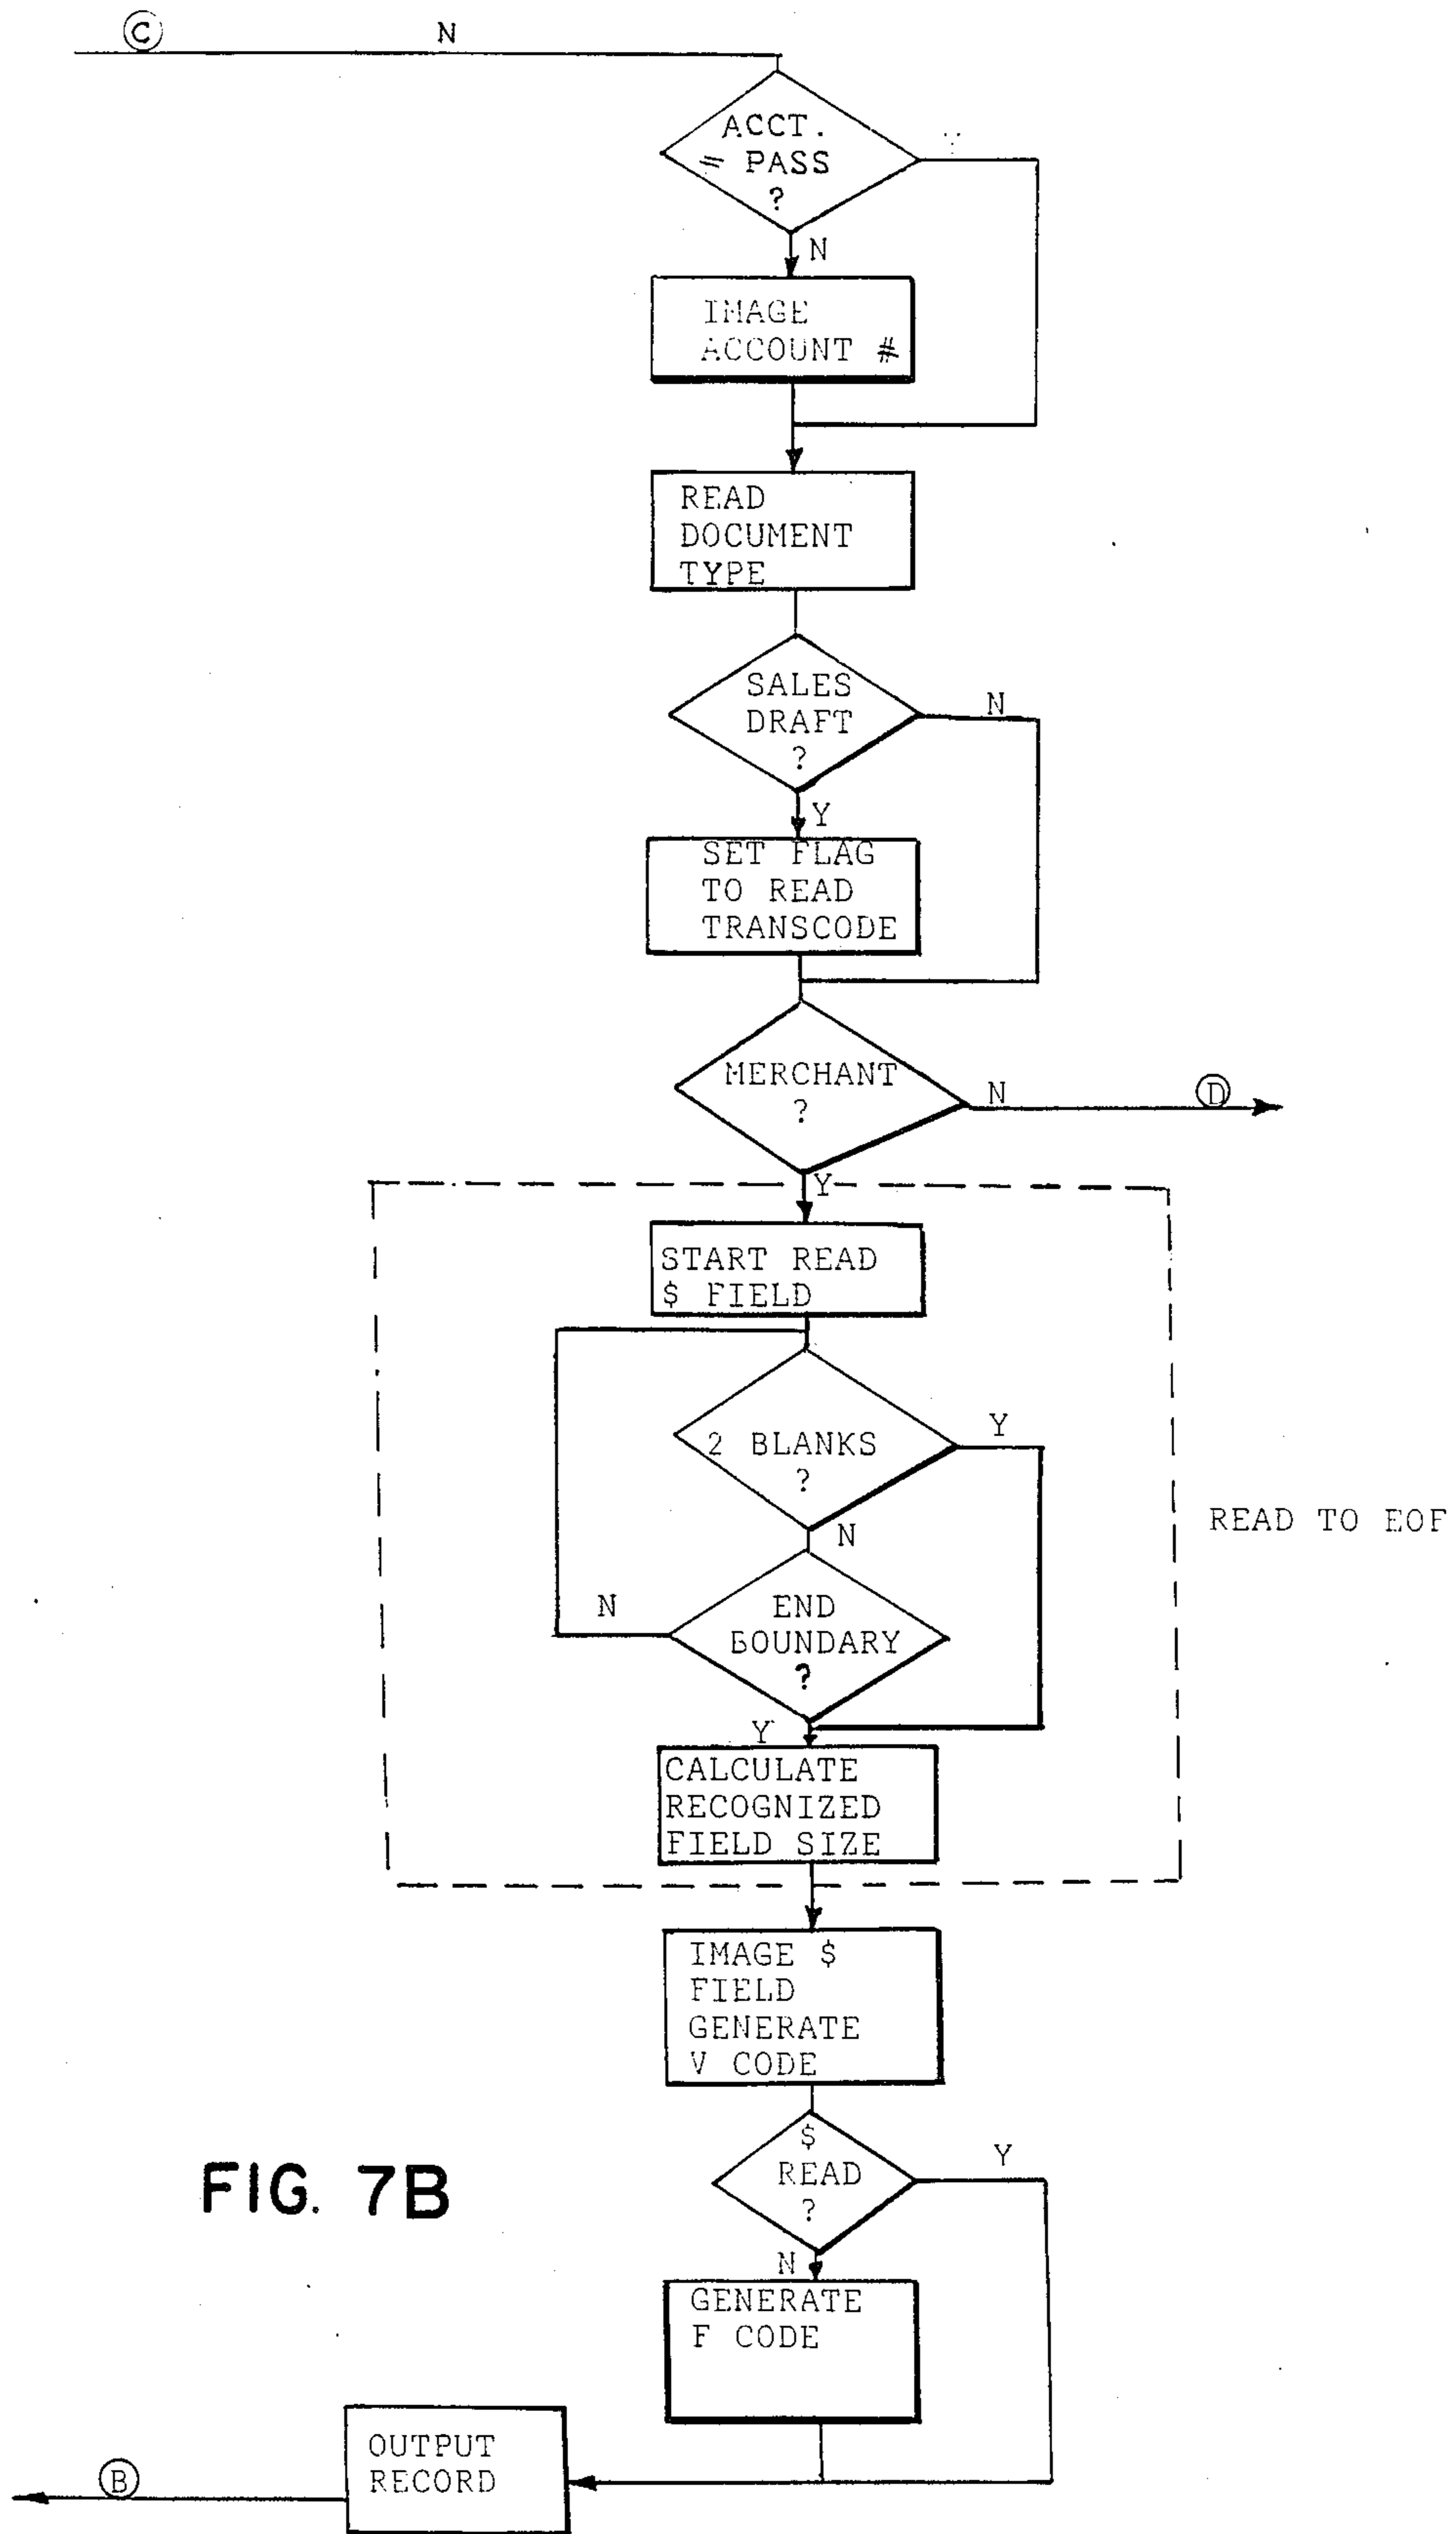 C N
ACCT.
# PASS
?
N
IMAGE
ACCOUNT #
READ
DOCUMENT
TYPE
SALES
DRAFT
?
N
Y
SET FLAG
TO READ
TRANSCODE
MERCHANT
?
N
D
Y
START READ
$ FIELD
2 BLANKS
?
Y
N
READ TO EOF
END
BOUNDARY
?
N
Y
CALCULATE
RECOGNIZED
FIELD SIZE
IMAGE $
FIELD
GENERATE
V CODE
$
READ
?
Y
N
GENERATE
F CODE
OUTPUT
RECORD
B
FIG. 7B